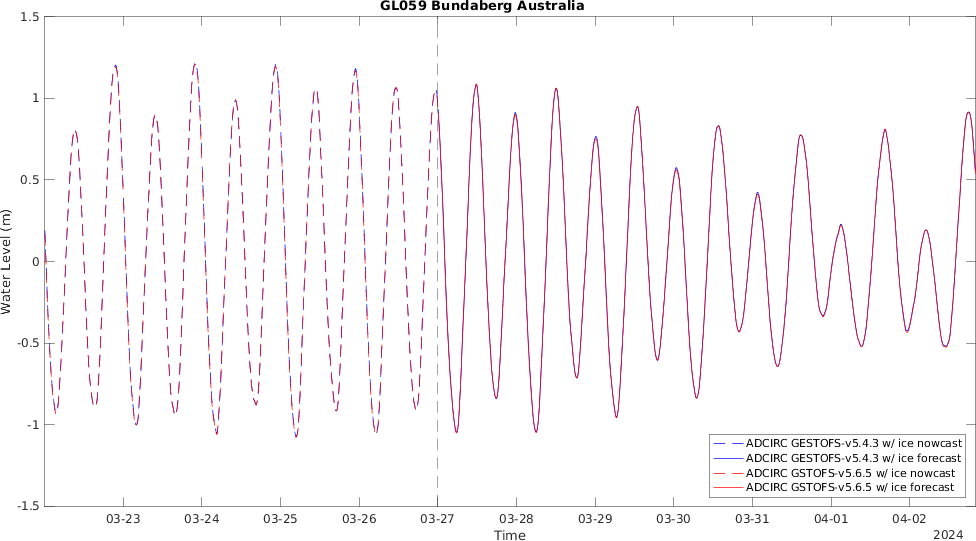 GL059 Bundaberg Australia
1.5
1
0.5
0
-0.5
-1
-1.5
Water Level (m)
03-23 03-24 03-25 03-26 03-27 03-28 03-29 03-30 03-31 04-01 04-02
Time
2024
ADCIRC GESTOFS-v5.4.3 w/ ice nowcast
ADCIRC GESTOFS-v5.4.3 w/ ice forecast
ADCIRC GSTOFS-v5.6.5 w/ ice nowcast
ADCIRC GSTOFS-v5.6.5 w/ ice forecast